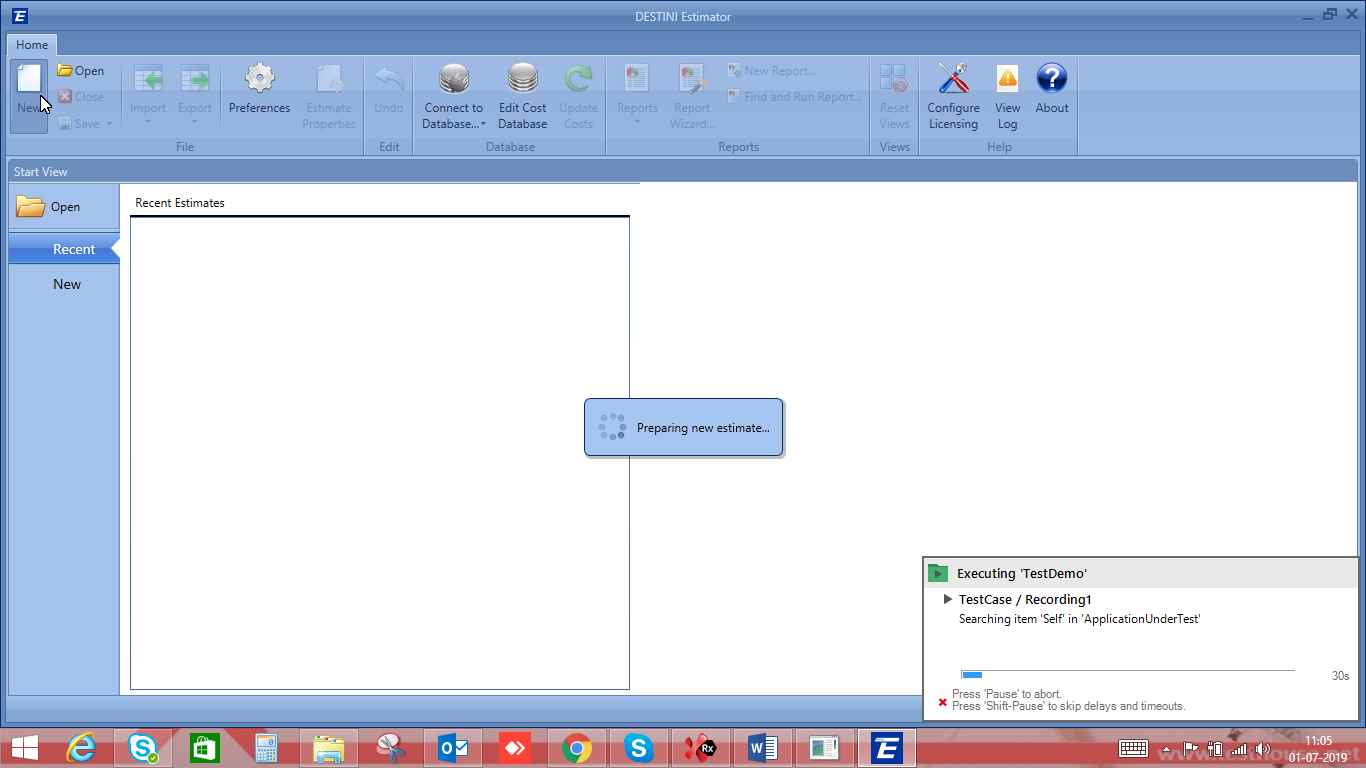 DESTINI Estimator
Home
New
Open
Close
Save
Import
Export
Preferences
Estimate
Properties
Undo
Connect to
Database...
Edit Cost
Database
Update
Costs
Reports
Report
Wizard...
New Report...
Find and Run Report...
Reset
Views
Configure
Licensing
View
Log
About
File
Edit
Database
Reports
Views
Help
Start View
Open
Recent
New
Recent Estimates
Preparing new estimate...
Executing 'TestDemo'
TestCase / Recording1
Searching item 'Self' in 'ApplicationUnderTest'
30s
Press 'Pause' to abort.
Press 'Shift-Pause' to skip delays and timeouts.
Rx
11:05
01-07-2019
www.testhouse.net